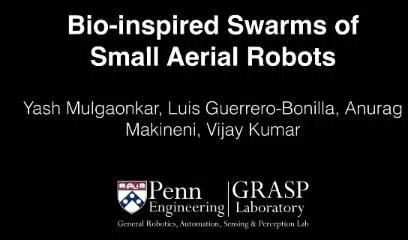 Bio-inspired Swarms of
Small Aerial Robots
Yash Mulgaonkar, Luis Guerrero-Bonilla, Anurag
Makineni, Vijay Kumar
Penn Engineering
GRASP Laboratory
General Robotics, Automation, Sensing & Perception Lab